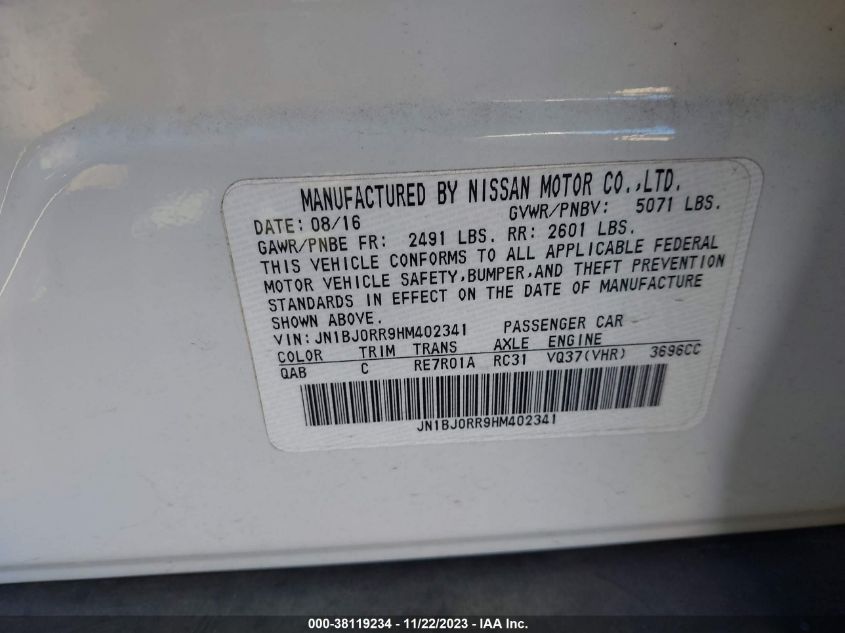 MANUFACTURED BY NISSAN MOTOR CO.,LTD.
DATE: 08/16 GVWR/PNBV: 5071 LBS.
GAWR/PNBE FR: 2491 LBS. RR: 2601 LBS.
THIS VEHICLE CONFORMS TO ALL APPLICABLE FEDERAL
MOTOR VEHICLE SAFETY,BUMPER,AND THEFT PREVENTION
STANDARDS IN EFFECT ON THE DATE OF MANUFACTURE
SHOWN ABOVE.
VIN: JN1BJ0RR9HM402341 PASSENGER CAR
COLOR TRIM TRANS AXLE ENGINE
QAB C RE7R01A RC31 VQ37(VHR) 3696CC
JN1BJ0RR9HM402341
000-38119234 - 11/22/2023 - IAA Inc.